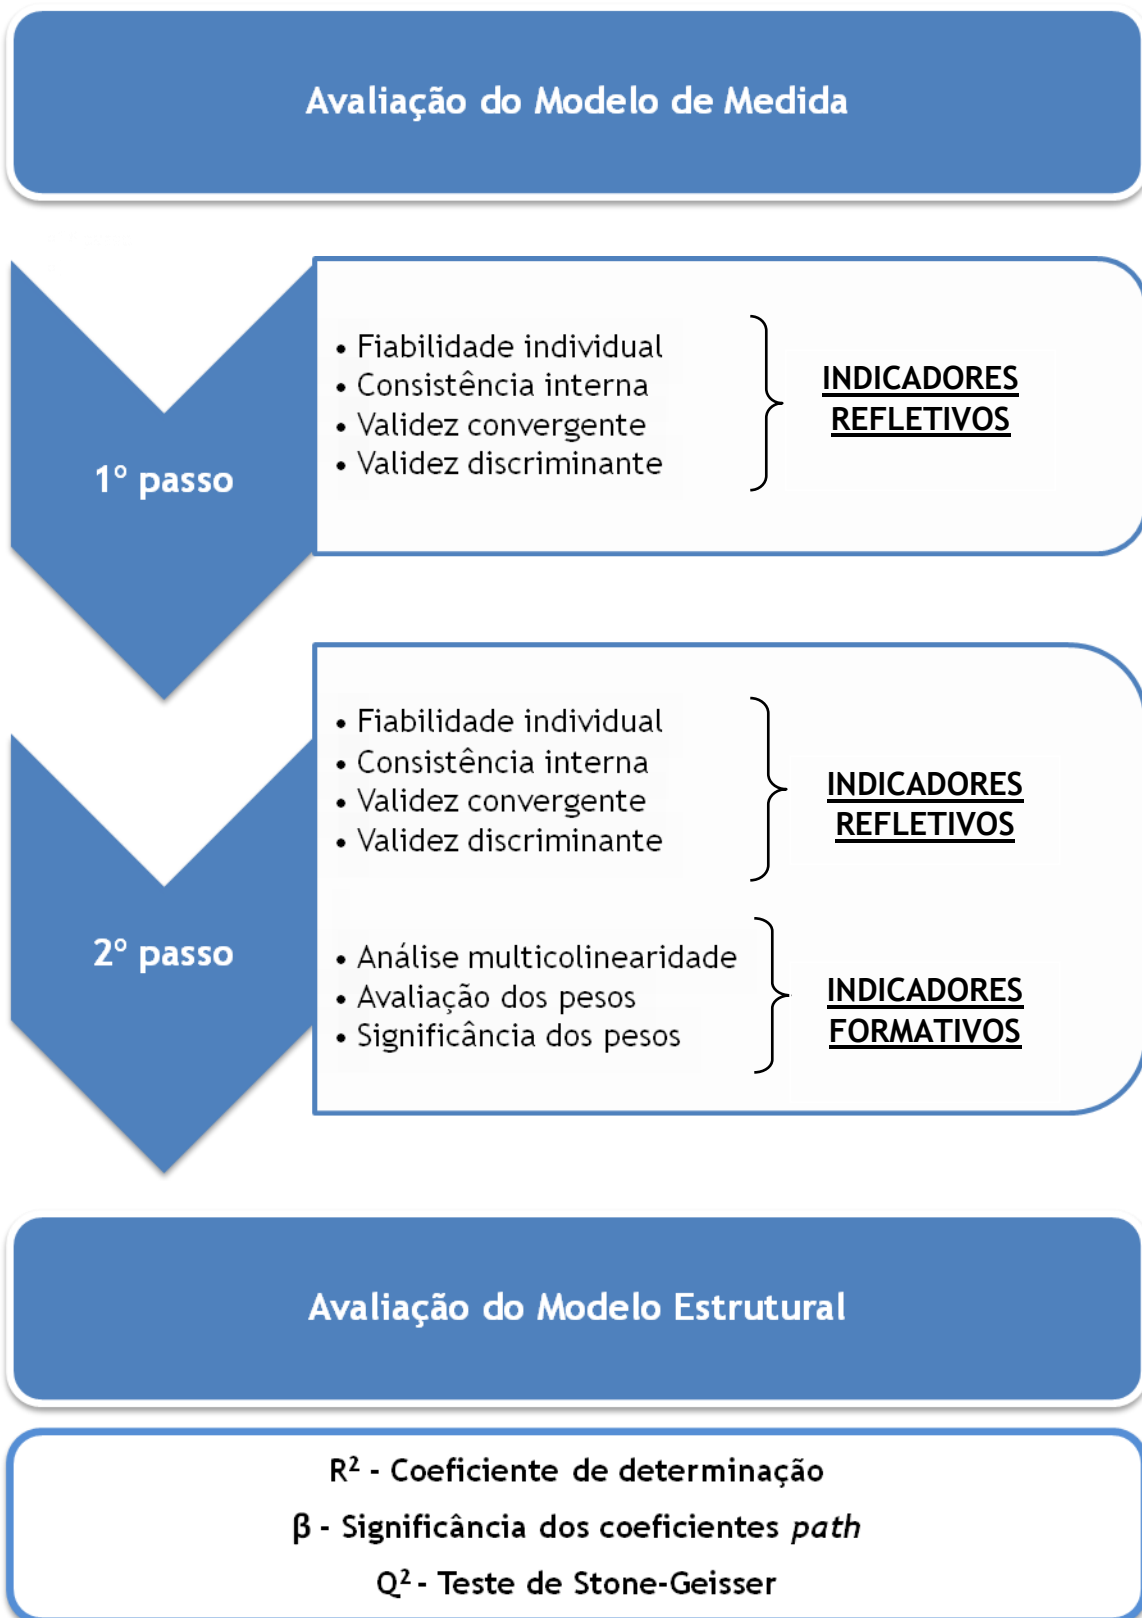 Avaliação do Modelo de Medida
1º passo
• Fiabilidade individual
• Consistência interna
• Validez convergente
• Validez discriminante
INDICADORES
REFLETIVOS
2º passo
• Fiabilidade individual
• Consistência interna
• Validez convergente
• Validez discriminante
INDICADORES
REFLETIVOS
• Análise multicolinearidade
• Avaliação dos pesos
• Significância dos pesos
INDICADORES
FORMATIVOS
Avaliação do Modelo Estrutural
R² - Coeficiente de determinação
β - Significância dos coeficientes path
Q² - Teste de Stone-Geisser